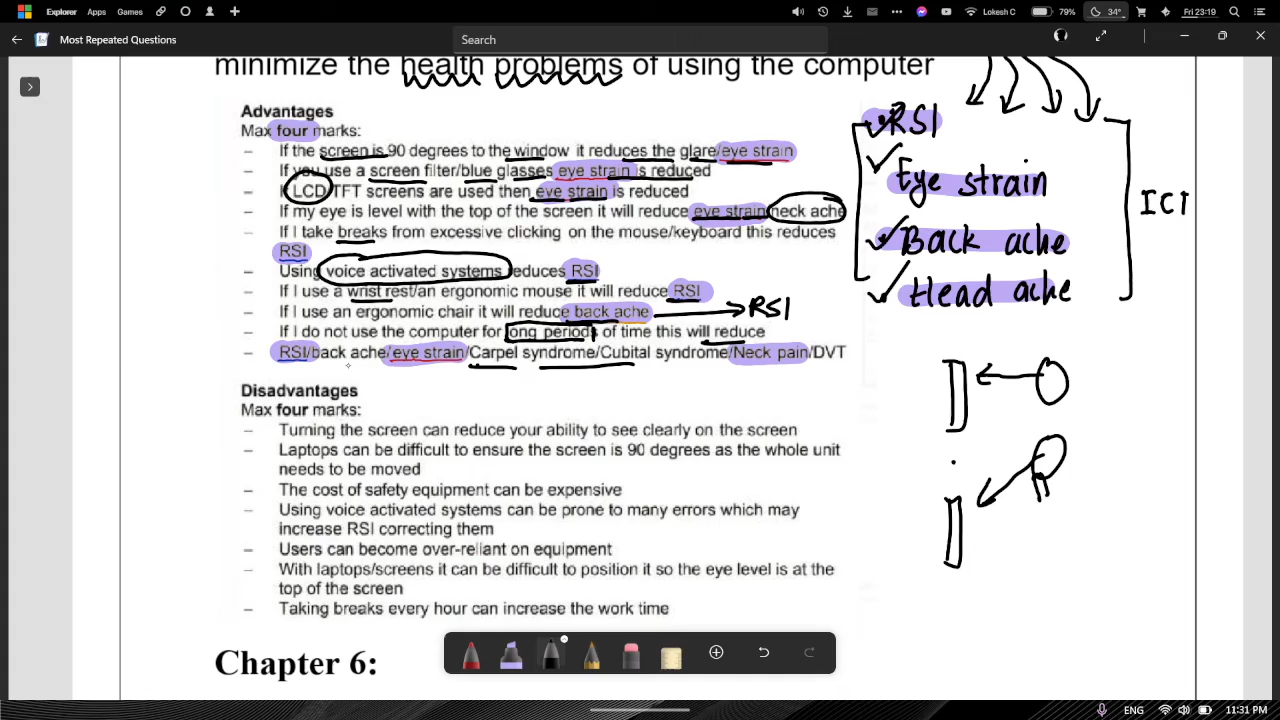 Explorer Apps Games Lokesh C 79% 34° Fri 23:19
Most Repeated Questions
Search
minimize the health problems of using the computer
Advantages
Max four marks:
– If the screen is 90 degrees to the window it reduces the glare/eye strain
– If you use a screen filter/blue glasses eye strain is reduced
– If LCD/TFT screens are used then eye strain is reduced
– If my eye is level with the top of the screen it will reduce eye strain neck ache
– If I take breaks from excessive clicking on the mouse/keyboard this reduces
RSI
– Using voice activated systems reduces RSI
– If I use a wrist rest/an ergonomic mouse it will reduce RSI
– If I use an ergonomic chair it will reduce back ache
– If I do not use the computer for long periods of time this will reduce
– RSI/back ache/eye strain/Carpel syndrome/Cubital syndrome/Neck pain/DVT
RSI
RSI
Eye strain
Back ache
Head ache
ICT
Disadvantages
Max four marks:
– Turning the screen can reduce your ability to see clearly on the screen
– Laptops can be difficult to ensure the screen is 90 degrees as the whole unit
needs to be moved
– The cost of safety equipment can be expensive
– Using voice activated systems can be prone to many errors which may
increase RSI correcting them
– Users can become over-reliant on equipment
– With laptops/screens it can be difficult to position it so the eye level is at the
top of the screen
– Taking breaks every hour can increase the work time
Chapter 6:
ENG 11:31 PM